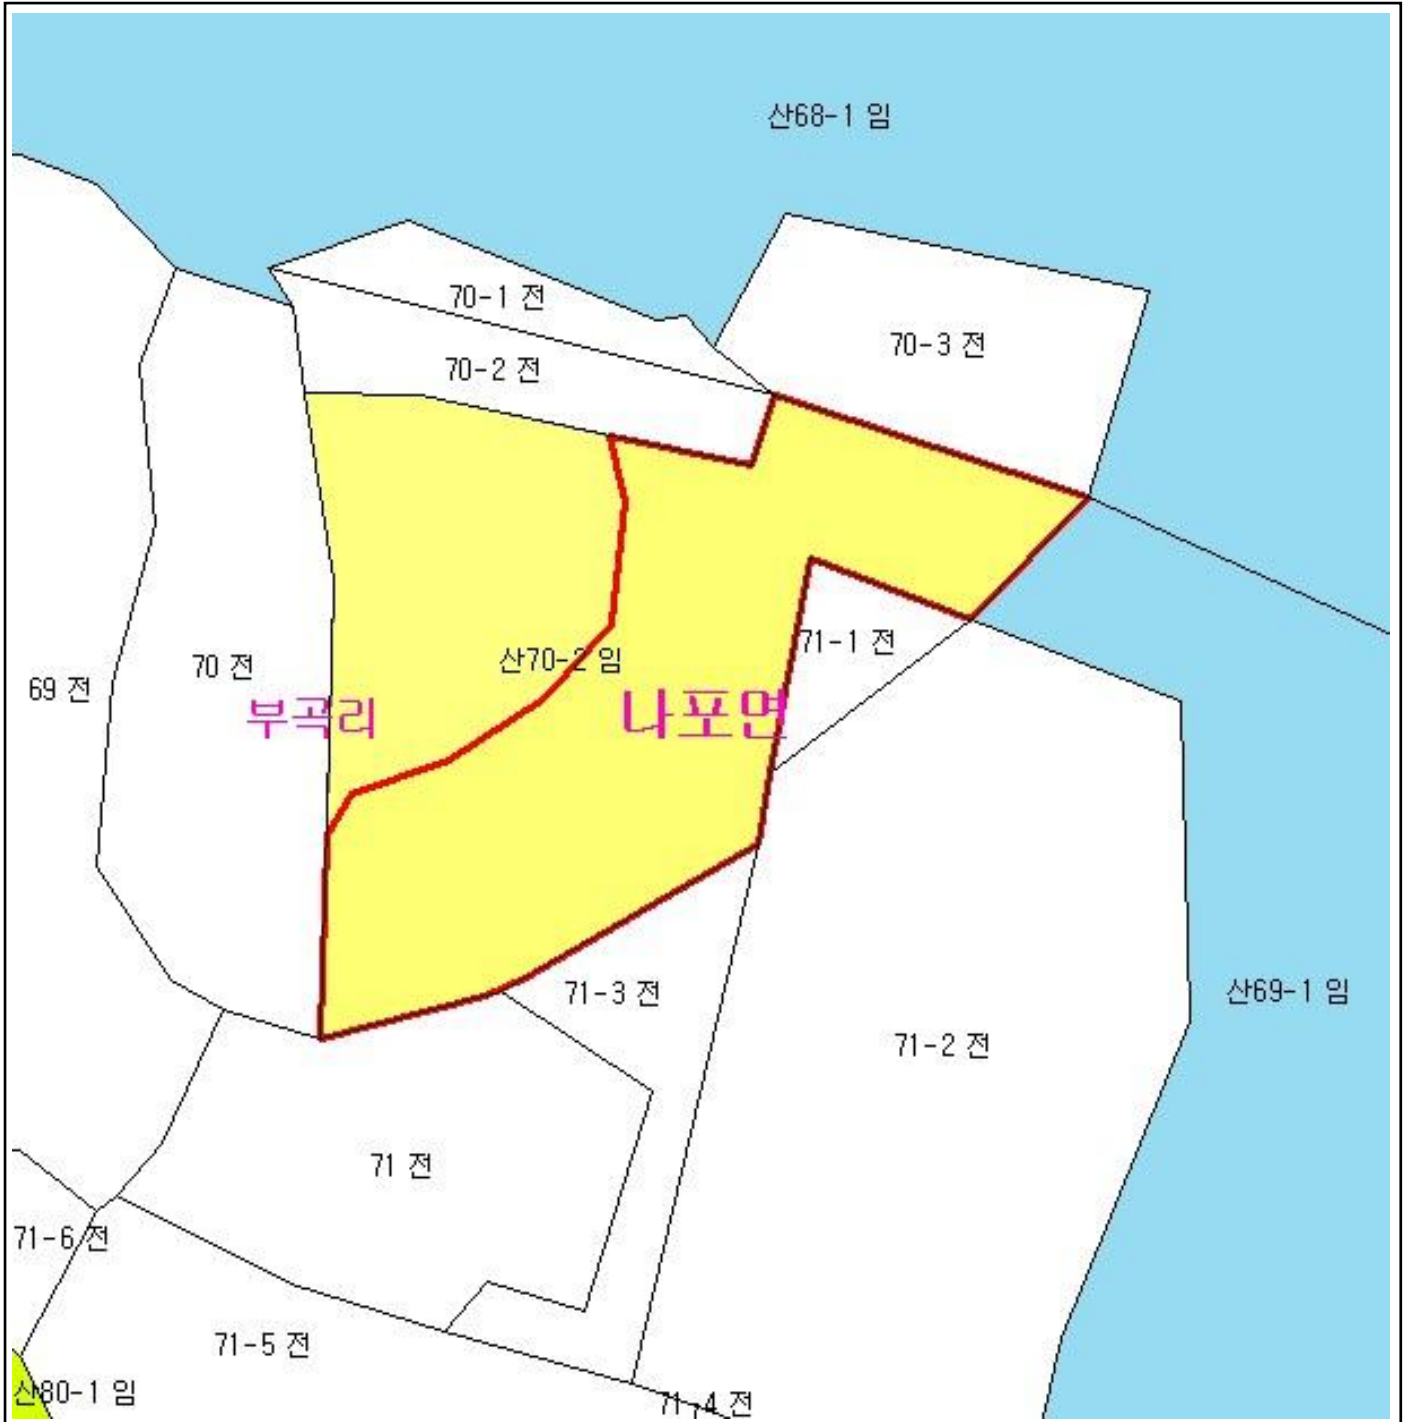 산68-1 임
70-1 전
70-3 전
70-2 전
71-1 전
산70-2 임
70 전
69 전
부곡리
나포면
71-3 전
산69-1 임
71-2 전
71 전
71-6 전
71-5 전
산80-1 임
71-4 전